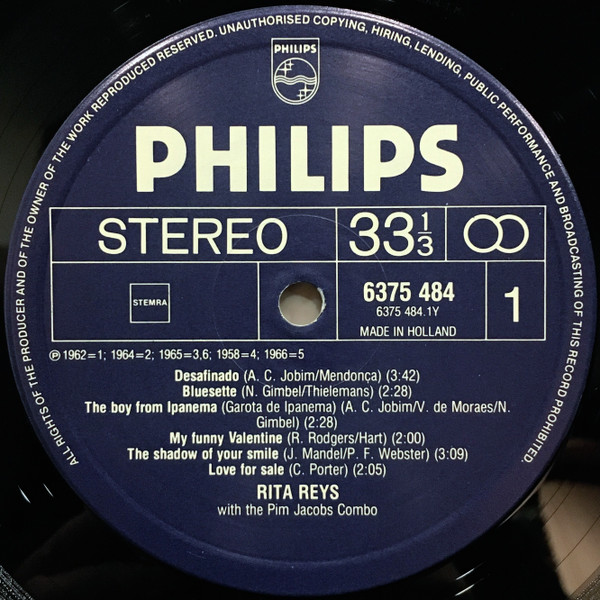 ALL RIGHTS OF THE PRODUCER AND OF THE OWNER OF THE WORK REPRODUCED RESERVED. UNAUTHORISED COPYING, HIRING, LENDING, PUBLIC PERFORMANCE AND BROADCASTING OF THIS RECORD PROHIBITED.
PHILIPS
PHILIPS
STEREO
33 1/3
STEMRA
6375 484
6375 484.1Y
MADE IN HOLLAND
1
Ⓟ 1962=1; 1964=2; 1965=3,6; 1958=4; 1966=5
Desafinado (A. C. Jobim/Mendonça) (3:42)
Bluesette (N. Gimbel/Thielemans) (2:28)
The boy from Ipanema (Garota de Ipanema) (A. C. Jobim/V. de Moraes/N.
Gimbel) (2:28)
My funny Valentine (R. Rodgers/Hart) (2:00)
The shadow of your smile (J. Mandel/P. F. Webster) (3:09)
Love for sale (C. Porter) (2:05)
RITA REYS
with the Pim Jacobs Combo